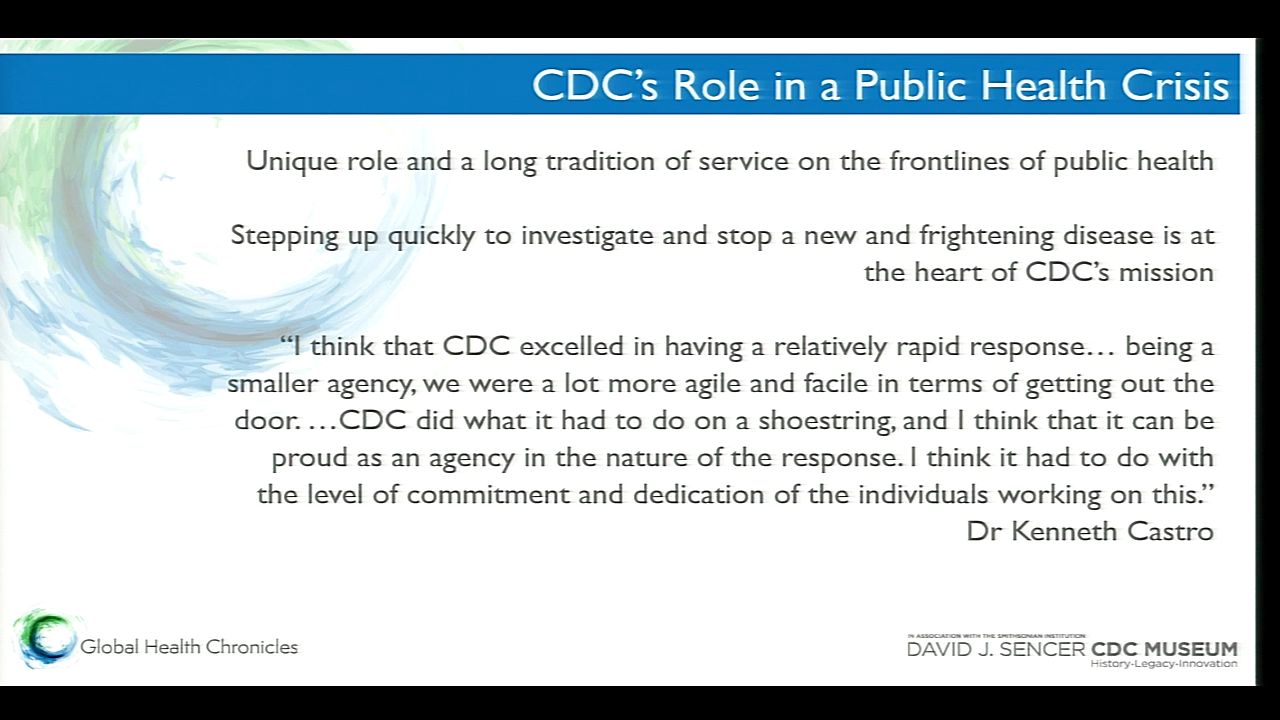 CDC's Role in a Public Health Crisis
Unique role and a long tradition of service on the frontlines of public health
Stepping up quickly to investigate and stop a new and frightening disease is at
the heart of CDC's mission
“I think that CDC excelled in having a relatively rapid response… being a
smaller agency, we were a lot more agile and facile in terms of getting out the
door. …CDC did what it had to do on a shoestring, and I think that it can be
proud as an agency in the nature of the response. I think it had to do with
the level of commitment and dedication of the individuals working on this.”
Dr Kenneth Castro
Global Health Chronicles
IN ASSOCIATION WITH THE SMITHSONIAN INSTITUTION
DAVID J. SENCER CDC MUSEUM
History-Legacy-Innovation